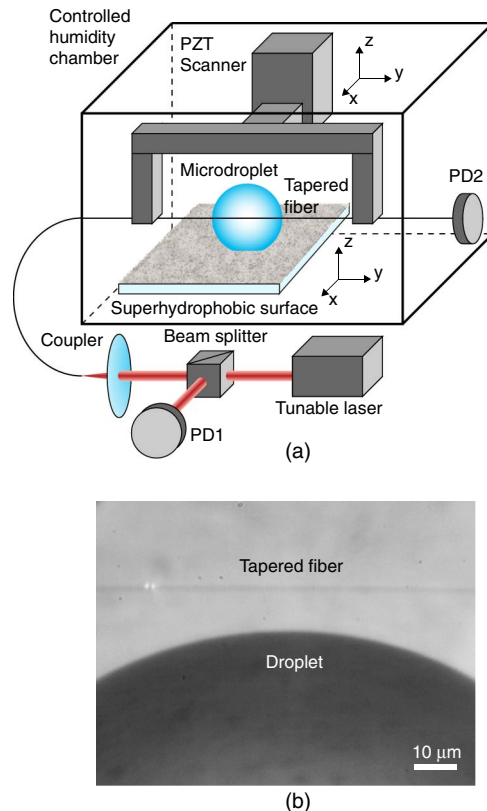 Controlled
humidity
chamber
PZT
Scanner
z
y
x
Microdroplet
Tapered
fiber
PD2
z
y
x
Superhydrophobic surface
Beam splitter
Coupler
Tunable laser
PD1
(a)
Tapered fiber
Droplet
10 μm
(b)